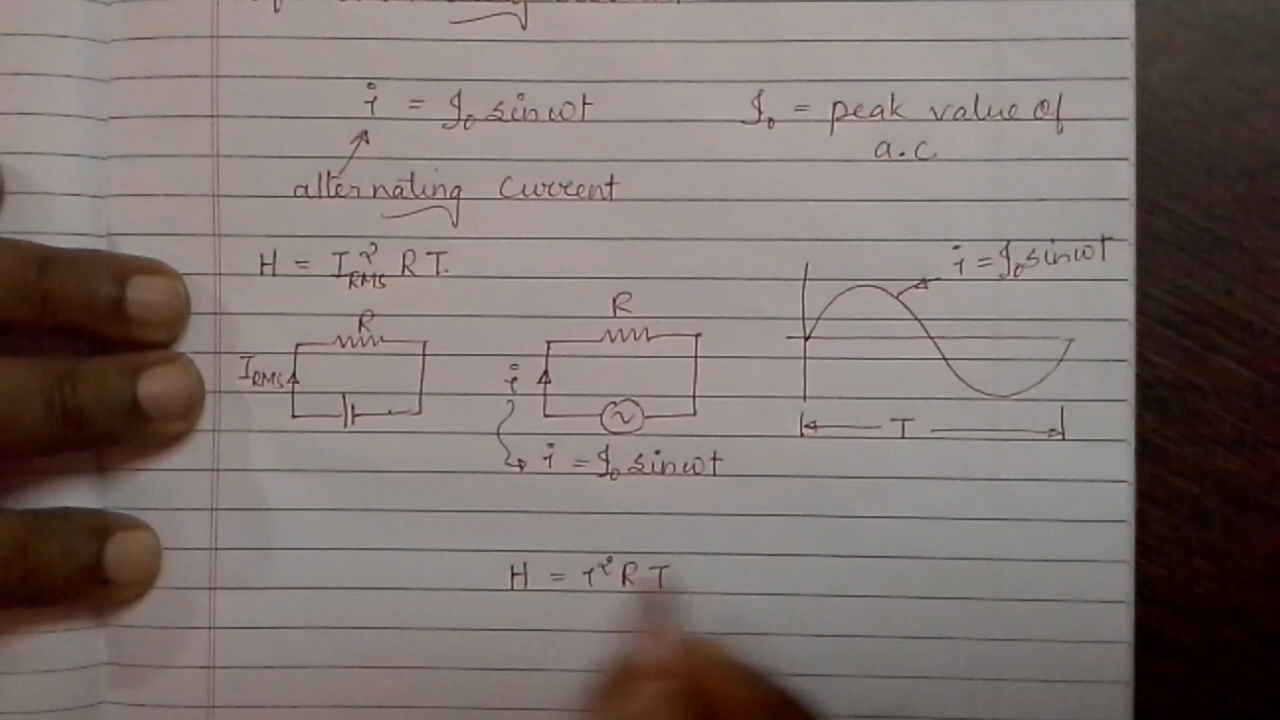 i = I₀ sin ωt
I₀ = peak value of
a.c
alternating current
H = I²RMS R T.
i = I₀ sin ωt
R
R
IRMS
i
T
i = I₀ sin ωt
H = i² R T